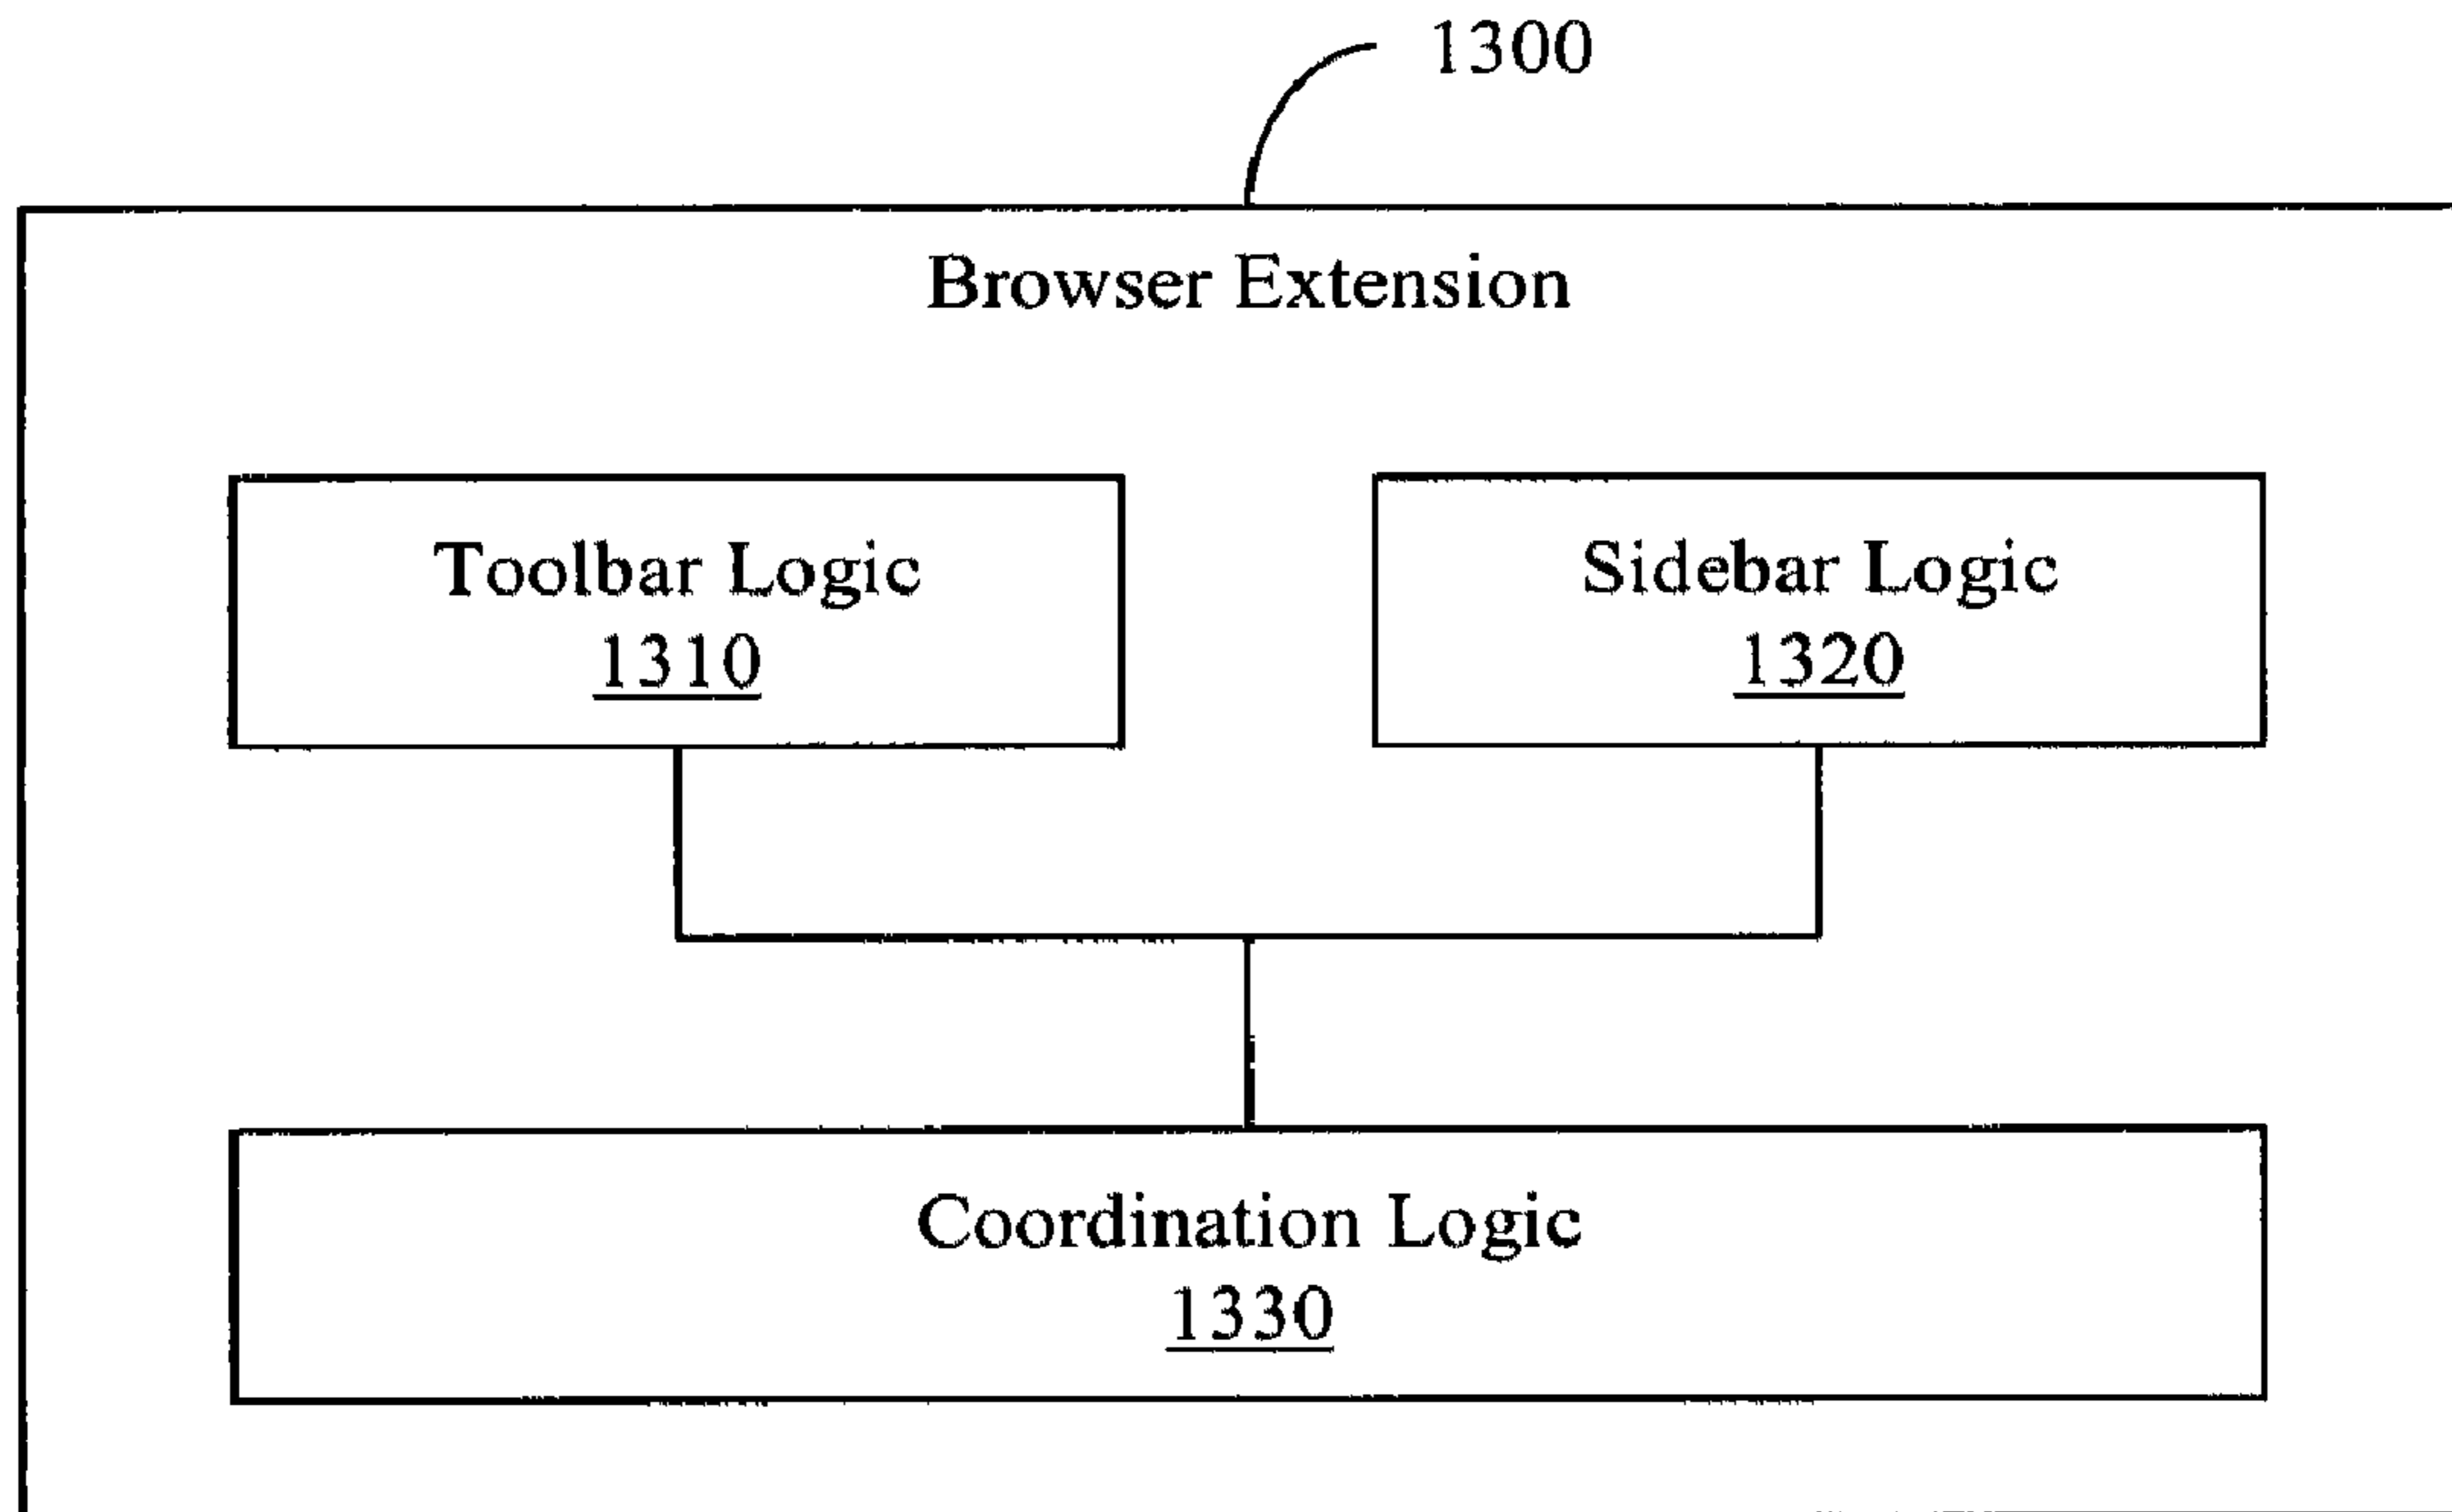 1300
Browser Extension
Toolbar Logic
1310
Sidebar Logic
1320
Coordination Logic
1330